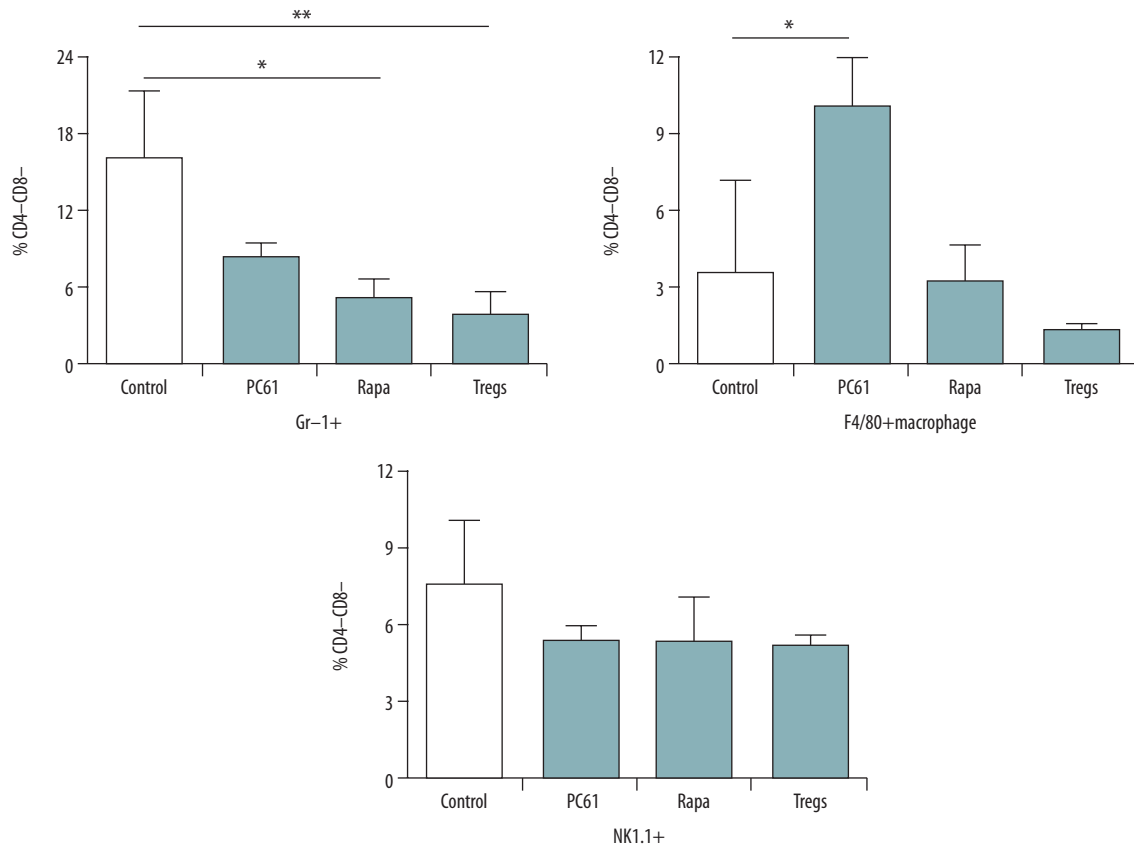 **
*
24
18
12
6
0
% CD4–CD8–
Control
PC61
Rapa
Tregs
Gr–1+
*
12
9
6
3
0
% CD4–CD8–
Control
PC61
Rapa
Tregs
F4/80+macrophage
12
9
6
3
0
% CD4–CD8–
Control
PC61
Rapa
Tregs
NK1.1+